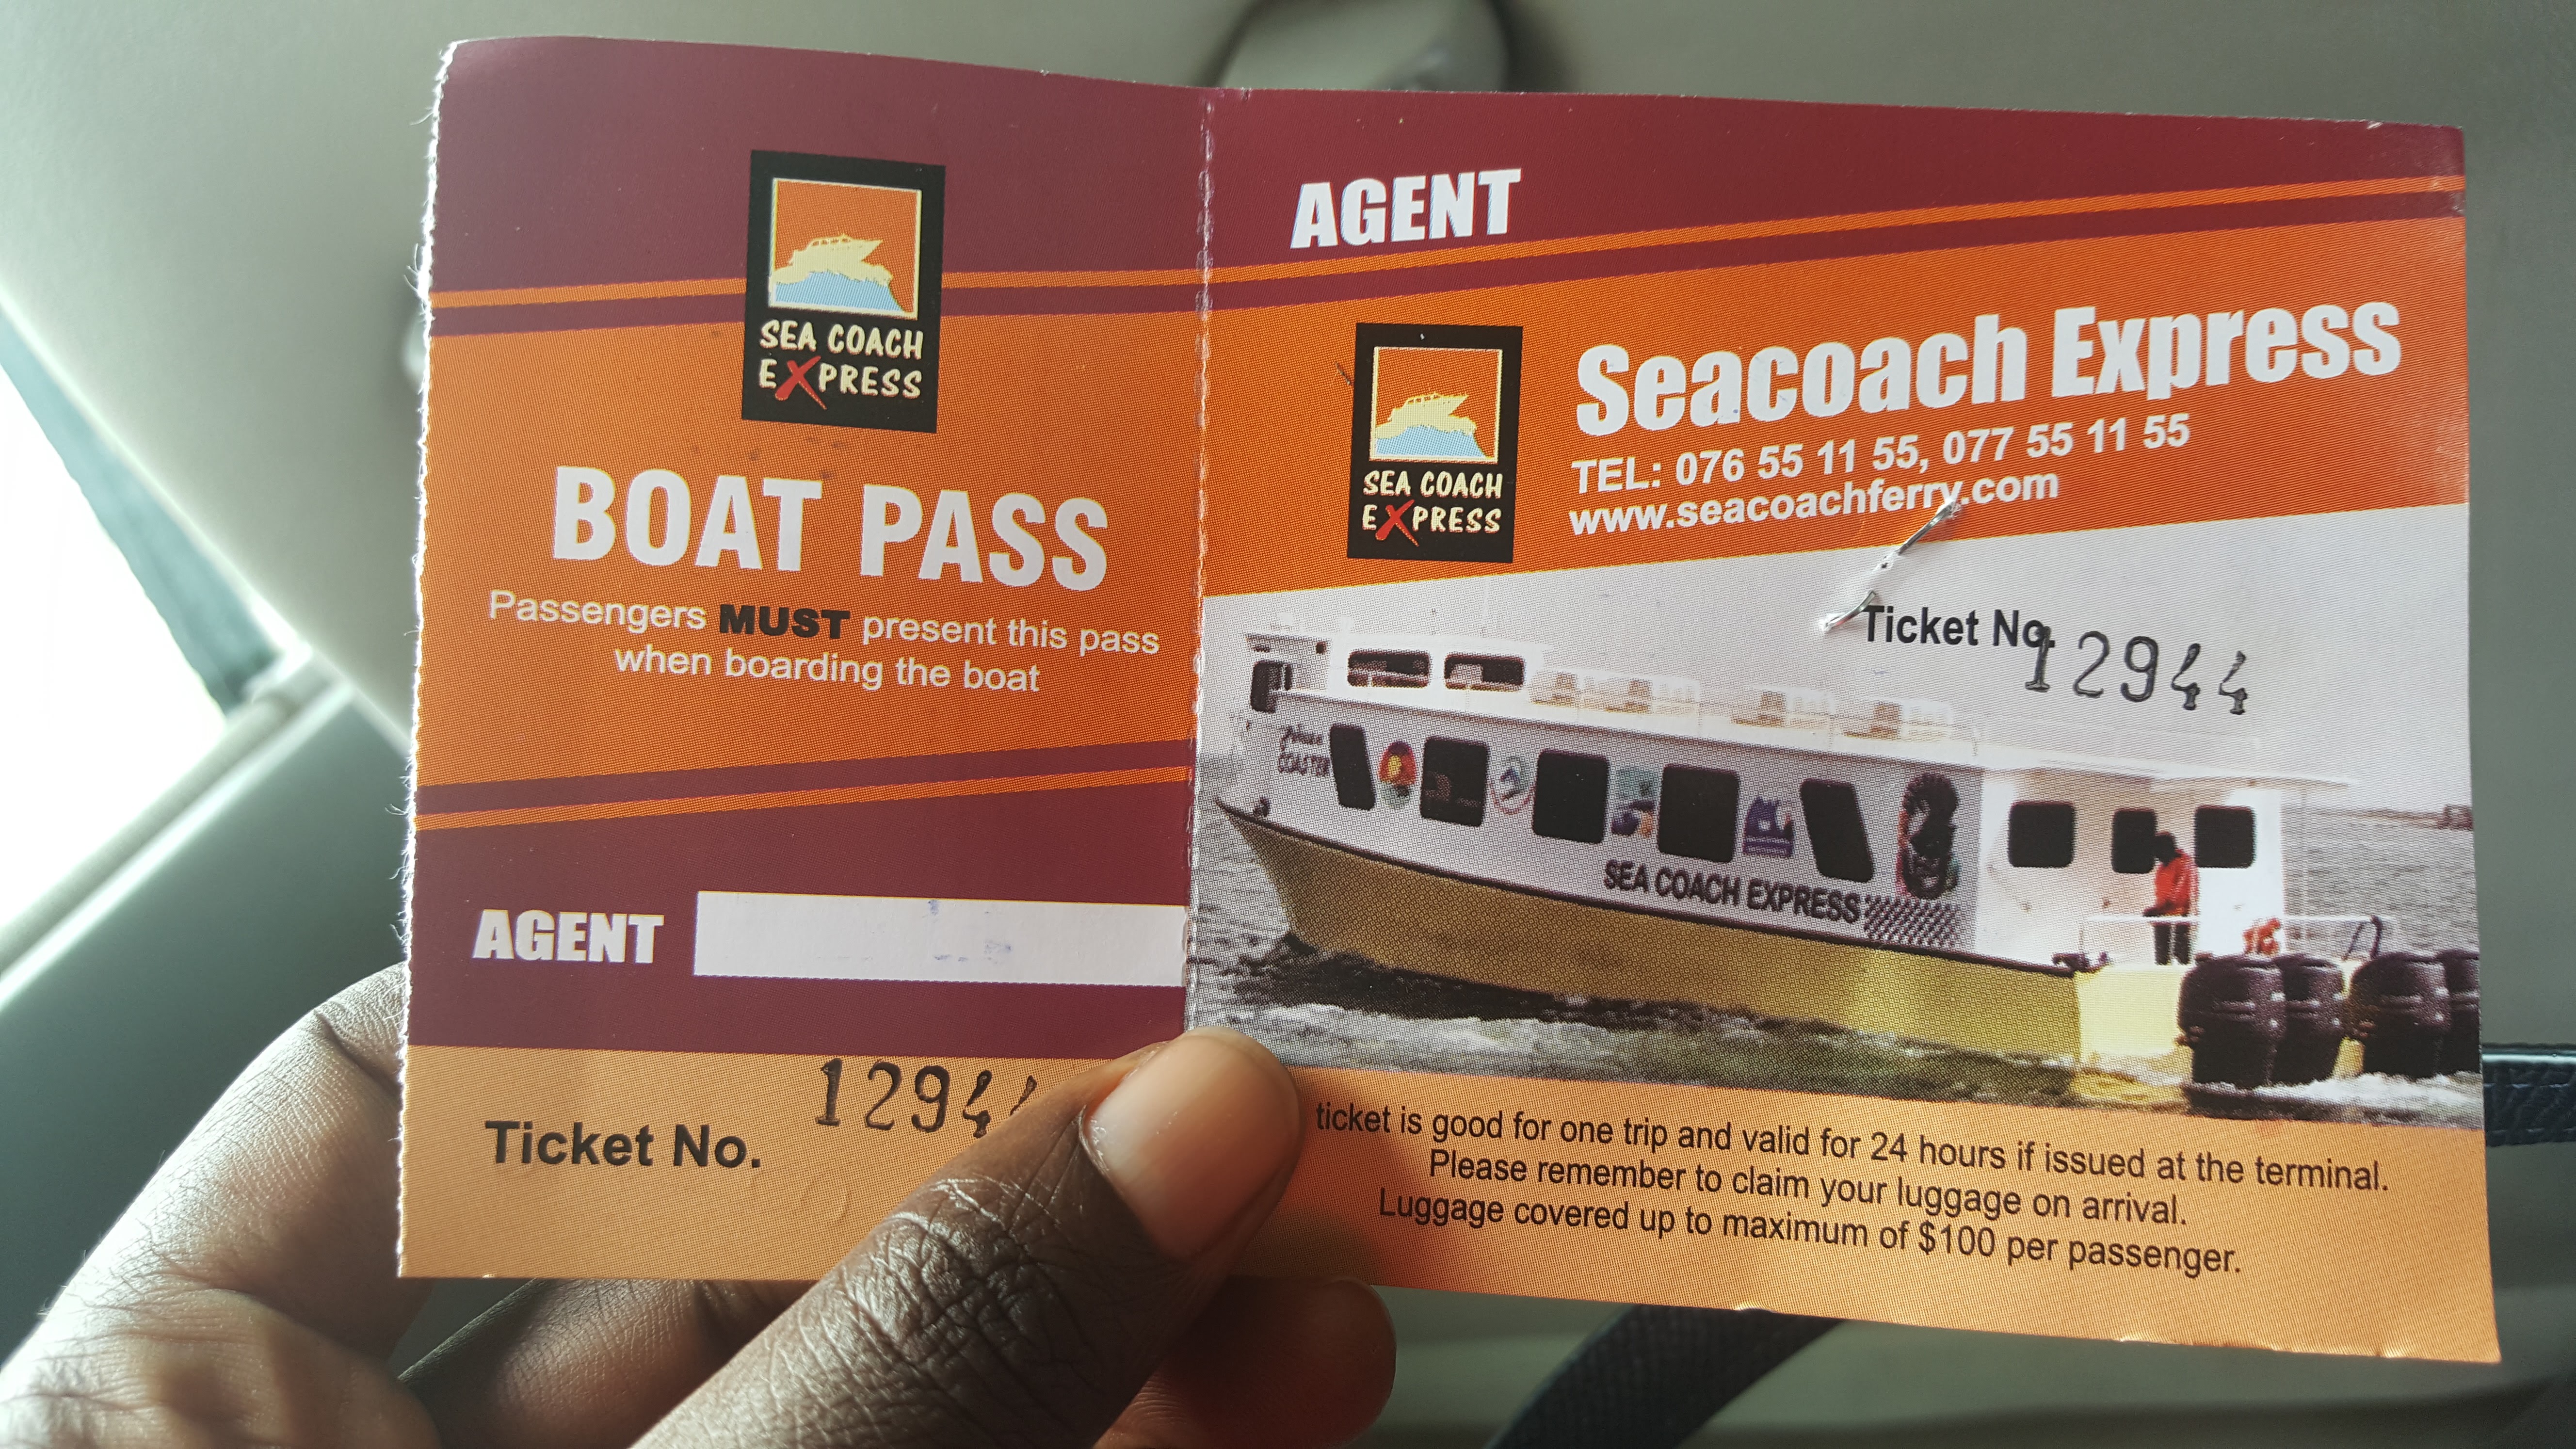 SEA COACH
EXPRESS
BOAT PASS
Passengers MUST present this pass
when boarding the boat
AGENT
Ticket No.
1294
AGENT
SEA COACH
EXPRESS
Seacoach Express
TEL: 076 55 11 55, 077 55 11 55
www.seacoachferry.com
Ticket No.
12944
COASTER
SEA COACH EXPRESS
ticket is good for one trip and valid for 24 hours if issued at the terminal.
Please remember to claim your luggage on arrival.
Luggage covered up to maximum of $100 per passenger.